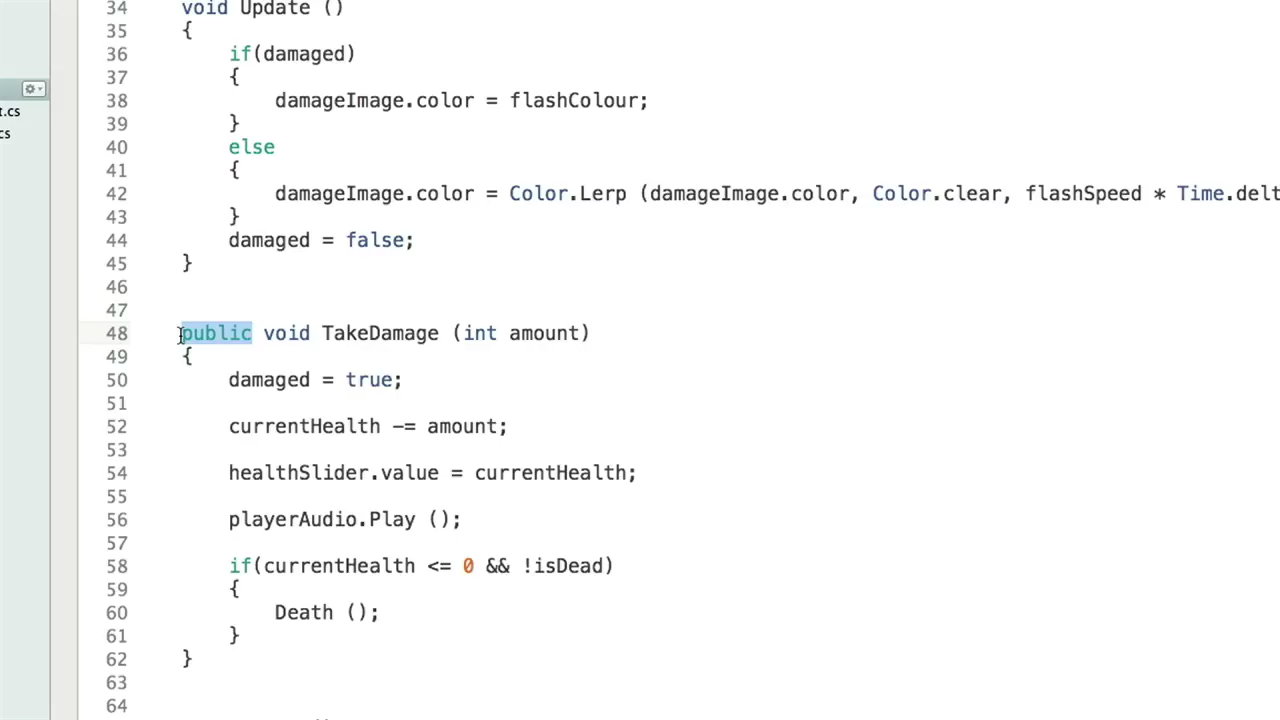 34 void Update ()
35 {
36 if(damaged)
t.cs
37 {
38 damageImage.color = flashColour;
cs
39 }
40 else
41 {
42 damageImage.color = Color.Lerp (damageImage.color, Color.clear, flashSpeed * Time.delt
43 }
44 damaged = false;
45 }
46
47
48 public void TakeDamage (int amount)
49 {
50 damaged = true;
51
52 currentHealth -= amount;
53
54 healthSlider.value = currentHealth;
55
56 playerAudio.Play ();
57
58 if(currentHealth <= 0 && !isDead)
59 {
60 Death ();
61 }
62 }
63
64